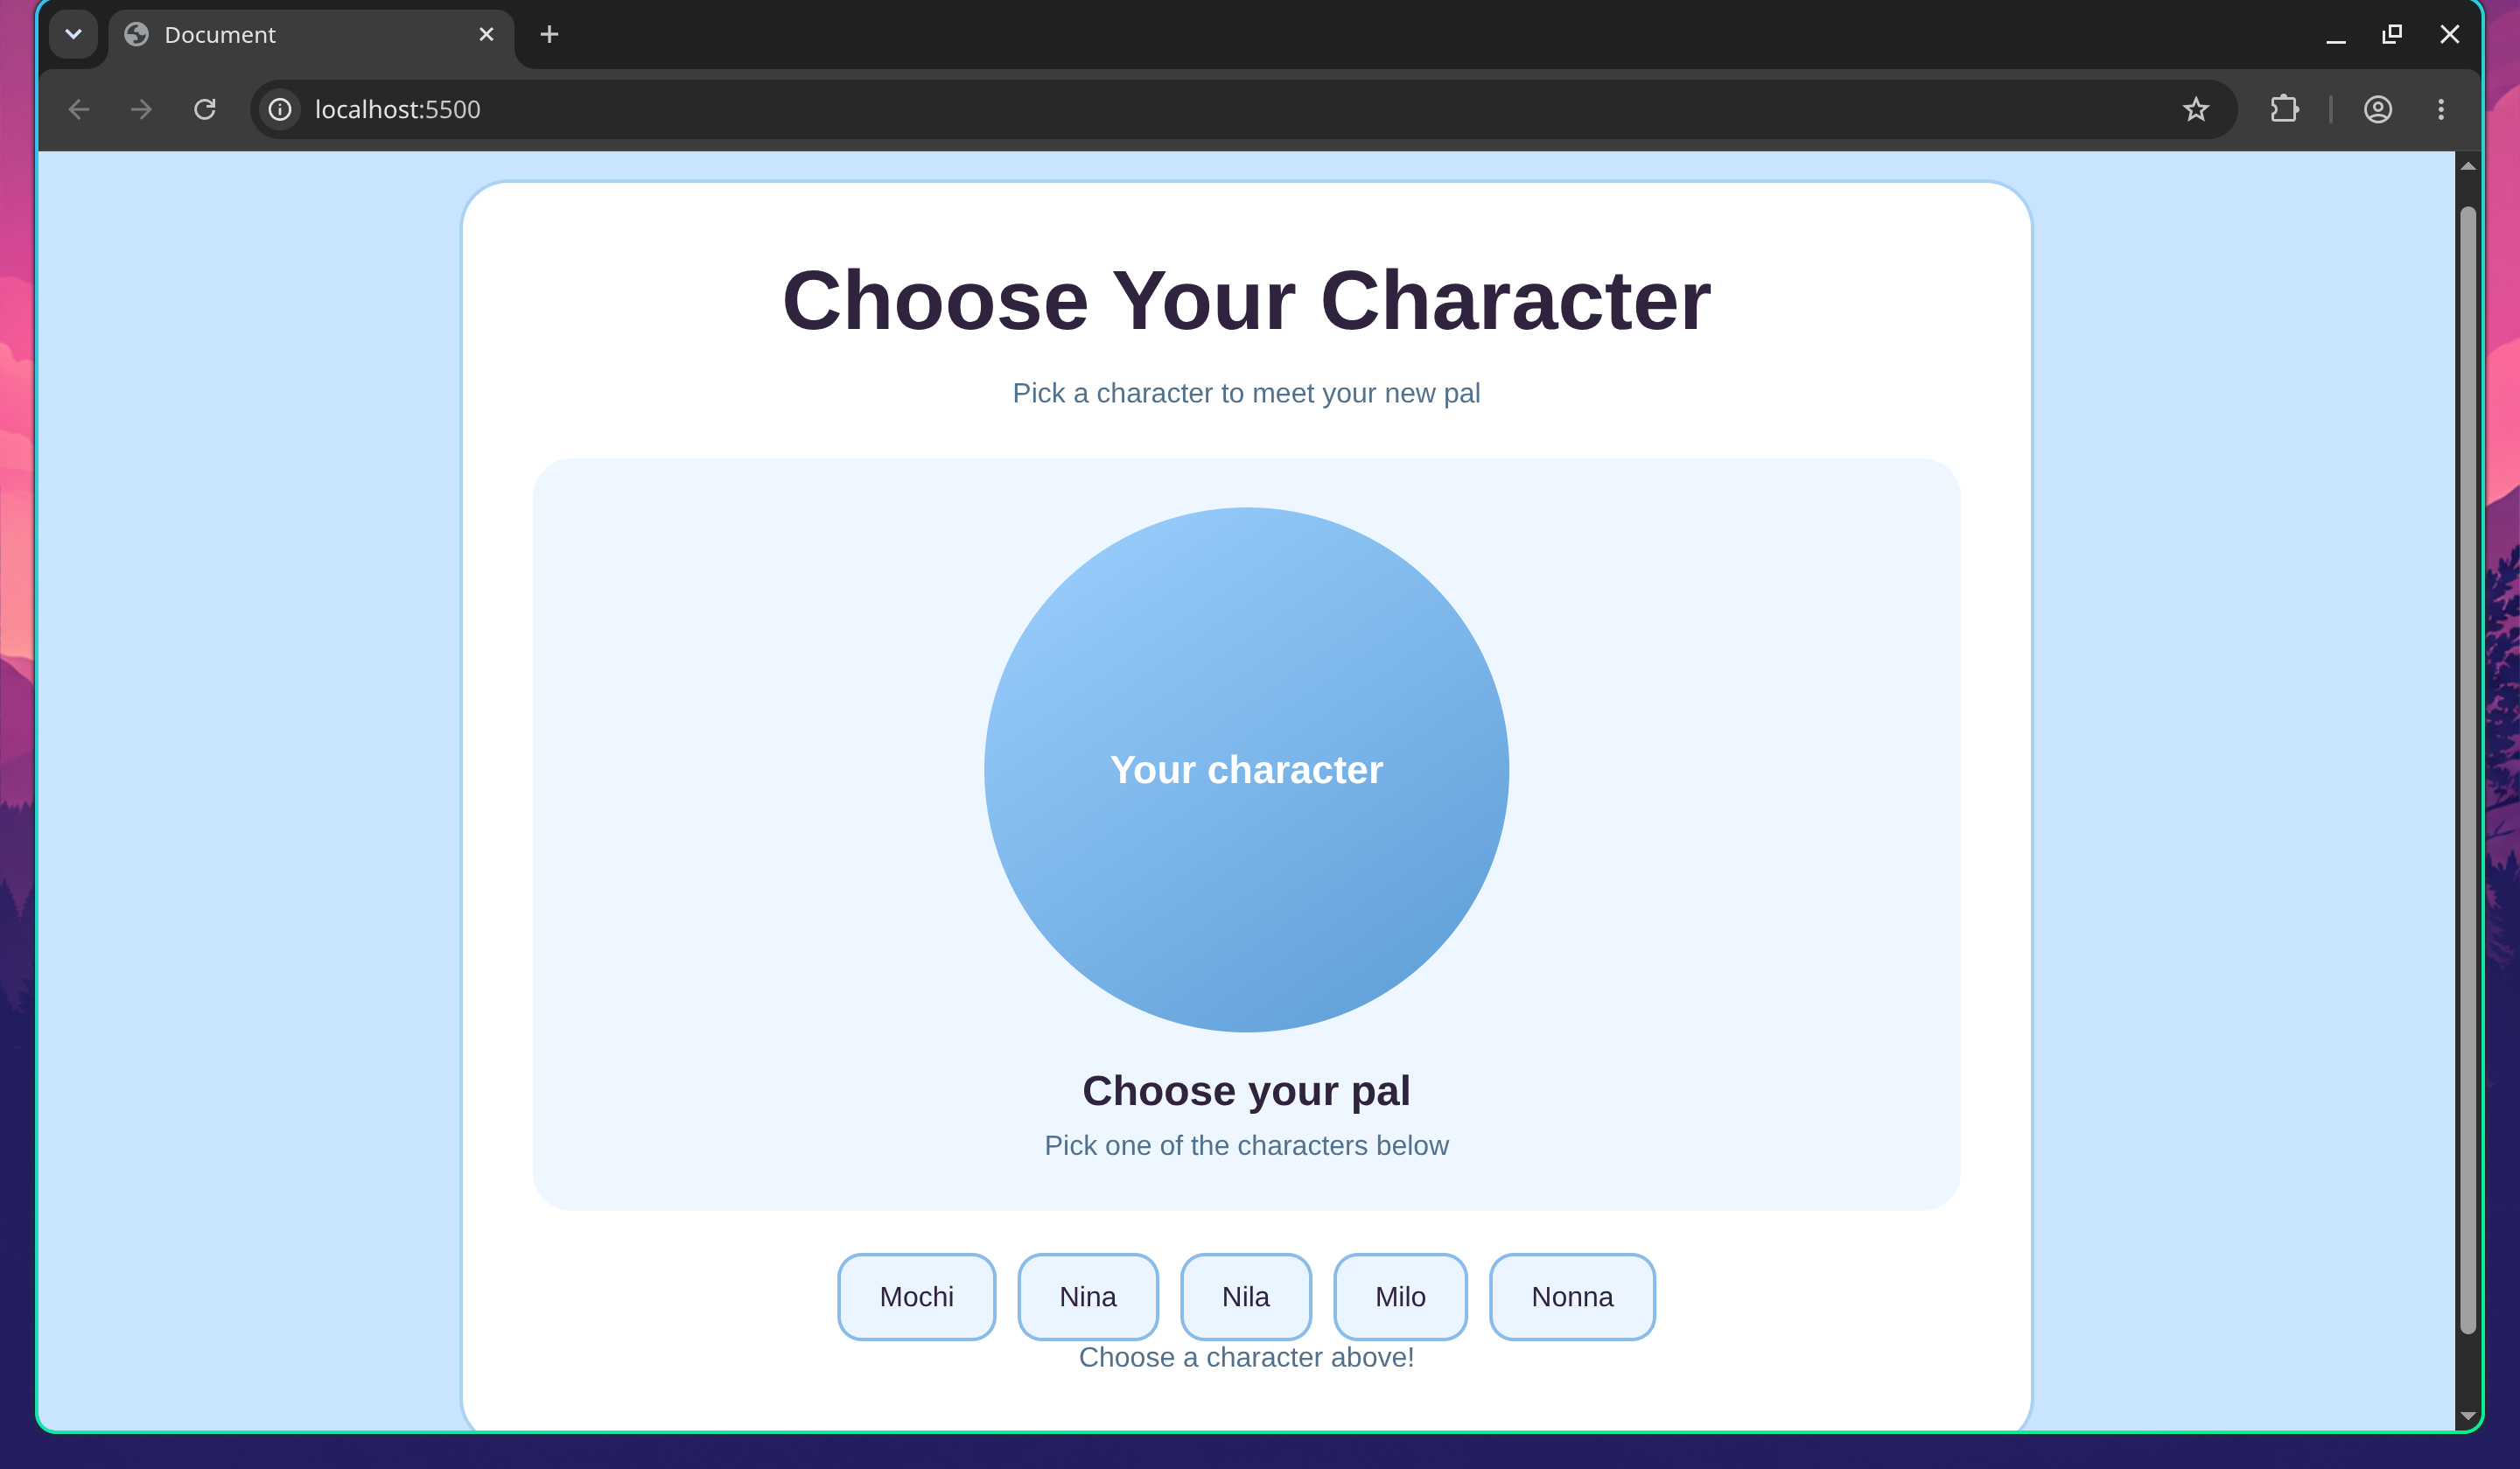 Document
localhost:5500
Choose Your Character
Pick a character to meet your new pal
Your character
Choose your pal
Pick one of the characters below
Mochi
Nina
Nila
Milo
Nonna
Choose a character above!